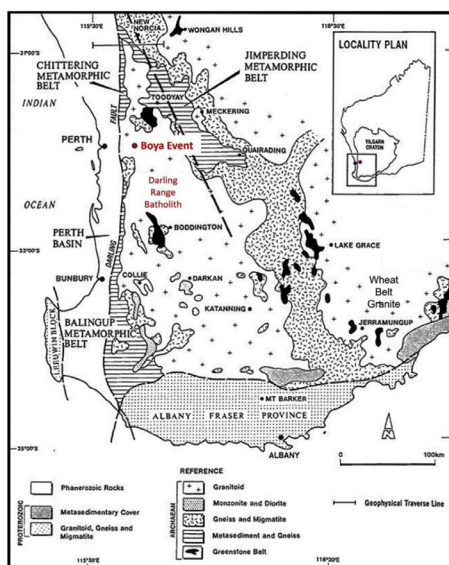 115°30'E
118°30'E
NEW NORCIA
WONGAN HILLS
31°00'S
CHITTERING METAMORPHIC BELT
JIMPERDING METAMORPHIC BELT
LOCALITY PLAN
YILGARN CRATON
INDIAN
TOODYAY
FAULT
MECKERING
PERTH
Boya Event
QUAIRADING
Darling Range Batholith
OCEAN
PERTH BASIN
DARLING
BODDINGTON
LAKE GRACE
33°00'S
BUNBURY
COLLIE
DARKAN
Wheat Belt Granite
KATANNING
JERRAMUNGUP
BALINGUP METAMORPHIC BELT
LEEUWIN BLOCK
MT BARKER
ALBANY FRASER PROVINCE
ALBANY
N
35°00'S
0 100km
REFERENCE
Phanerozoic Rocks
PROTEROZOIC
Metasedimentary Cover
Granitoid, Gneiss and Migmatite
ARCHAEAN
Granitoid
Monzonite and Diorite
Gneiss and Migmatite
Metasediment and Gneiss
Greenstone Belt
Geophysical Traverse Line
115°30'E
118°30'E